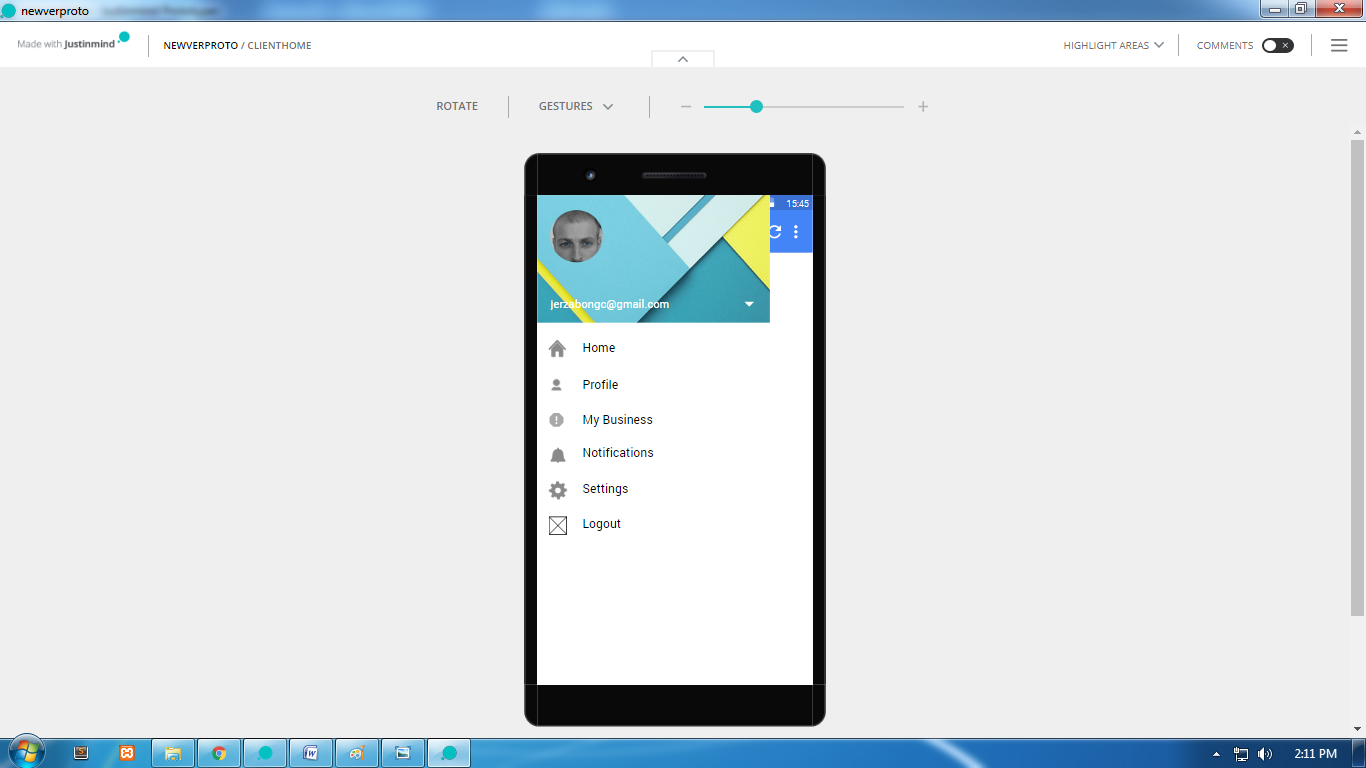 newverproto
Made with Justinmind
NEWVERPROTO / CLIENTHOME
HIGHLIGHT AREAS
COMMENTS
ROTATE
GESTURES
15:45
jerzabongc@gmail.com
Home
Profile
My Business
Notifications
Settings
Logout
2:11 PM